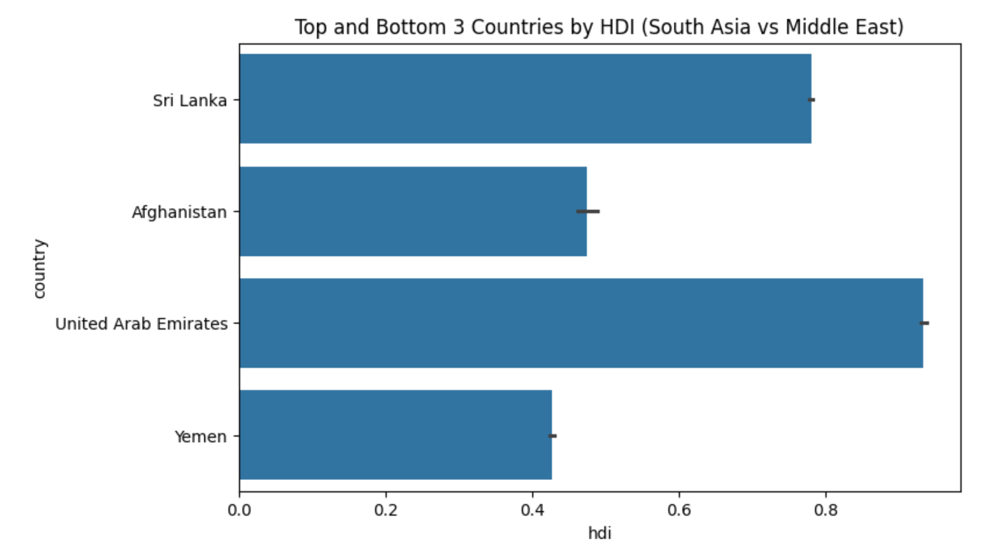 Top and Bottom 3 Countries by HDI (South Asia vs Middle East)
Sri Lanka
Afghanistan
country
United Arab Emirates
Yemen
0.0 0.2 0.4 0.6 0.8
hdi